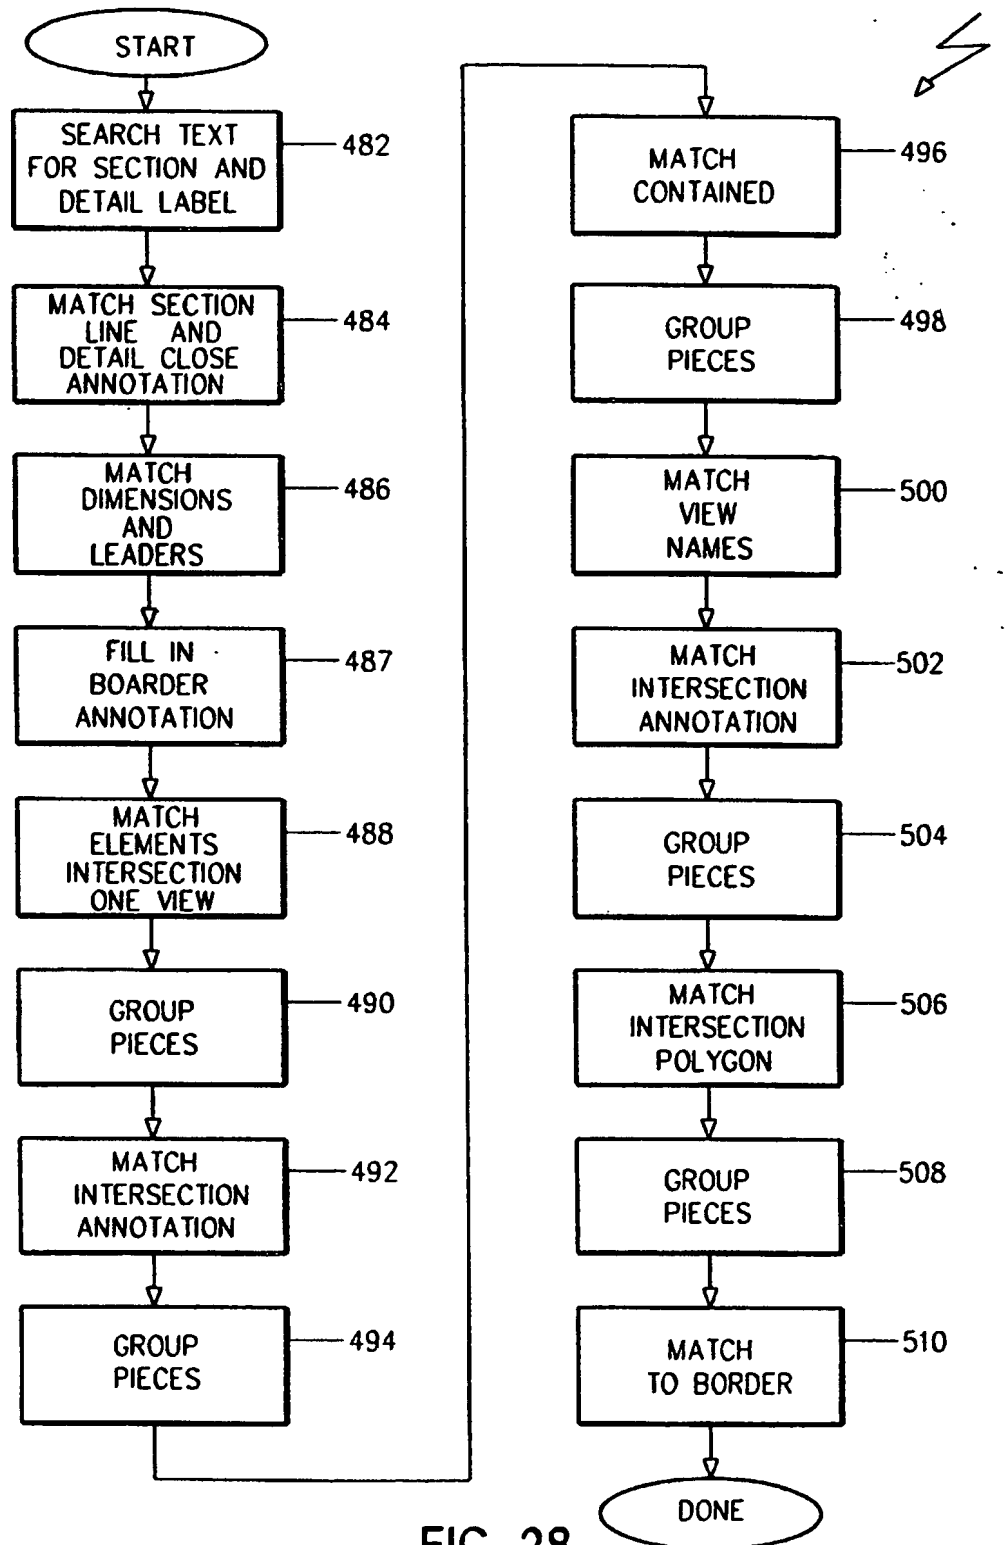 START
SEARCH TEXT
FOR SECTION AND
DETAIL LABEL
482
MATCH SECTION
LINE AND
DETAIL CLOSE
ANNOTATION
484
MATCH
DIMENSIONS
AND
LEADERS
486
FILL IN
BOARDER
ANNOTATION
487
MATCH
ELEMENTS
INTERSECTION
ONE VIEW
488
GROUP
PIECES
490
MATCH
INTERSECTION
ANNOTATION
492
GROUP
PIECES
494
MATCH
CONTAINED
496
GROUP
PIECES
498
MATCH
VIEW
NAMES
500
MATCH
INTERSECTION
ANNOTATION
502
GROUP
PIECES
504
MATCH
INTERSECTION
POLYGON
506
GROUP
PIECES
508
MATCH
TO BORDER
510
DONE
FIG. 28